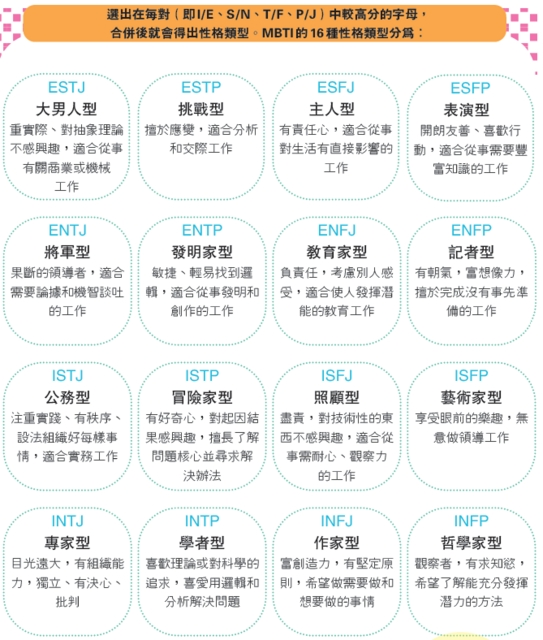 選出在每對（即I/E、S/N、T/F、P/J）中較高分的字母，
合併後就會得出性格類型。MBTI的16種性格類型分為：
ESTJ
大男人型
重實際、對抽象理論
不感興趣，適合從事
有關商業或機械
工作
ESTP
挑戰型
擅於應變，適合分析
和交際工作
ESFJ
主人型
有責任心，適合從事
對生活有直接影響的
工作
ESFP
表演型
開朗友善、喜歡行
動，適合從事需要豐
富知識的工作
ENTJ
將軍型
果斷的領導者，適合
需要論據和機智談吐
的工作
ENTP
發明家型
敏捷、輕易找到邏
輯，適合從事發明和
創作的工作
ENFJ
教育家型
負責任，考慮別人感
受，適合使人發揮潛
能的教育工作
ENFP
記者型
有朝氣，富想像力，
擅於完成沒有事先準
備的工作
ISTJ
公務型
注重實踐、有秩序、
設法組織好每樣事
情，適合實務工作
ISTP
冒險家型
有好奇心，對起因結
果感興趣，擅長了解
問題核心並尋求解
決辦法
ISFJ
照顧型
盡責，對技術性的東
西不感興趣，適合從
事需耐心、觀察力
的工作
ISFP
藝術家型
享受眼前的樂趣，無
意做領導工作
INTJ
專家型
目光遠大，有組織能
力，獨立、有決心、
批判
INTP
學者型
喜歡理論或對科學的
追求，喜愛用邏輯和
分析解決問題
INFJ
作家型
富創造力，有堅定原
則，希望做需要做和
想要做的事情
INFP
哲學家型
觀察者，有求知慾，
希望了解能充分發揮
潛力的方法